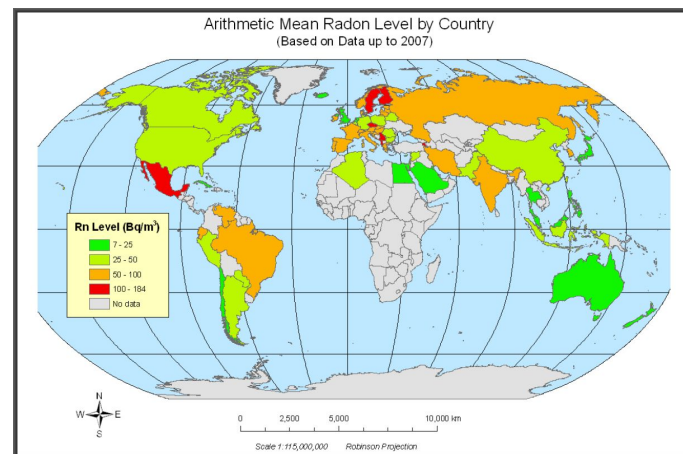 Arithmetic Mean Radon Level by Country
(Based on Data up to 2007)
Rn Level (Bq/m³)
7 - 25
25 - 50
50 - 100
100 - 184
No data
N
W E
S
0 2,500 5,000 10,000 km
Scale 1:115,000,000 Robinson Projection